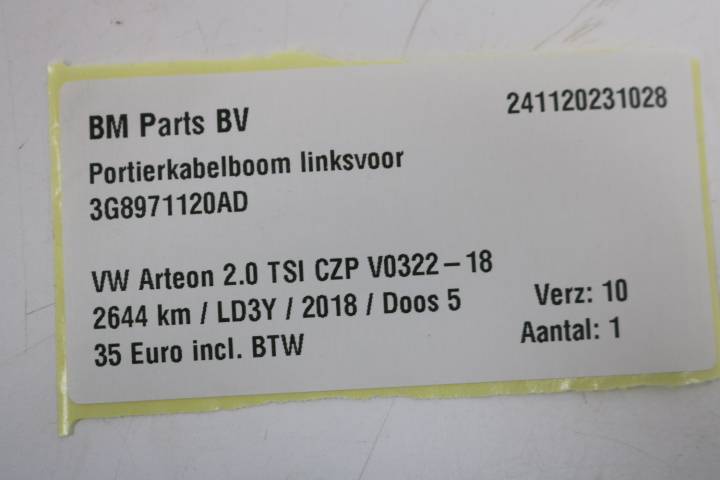 BM Parts BV 241120231028
Portierkabelboom linksvoor
3G8971120AD
VW Arteon 2.0 TSI CZP V0322-18
2644 km / LD3Y / 2018 / Doos 5 Verz: 10
35 Euro incl. BTW Aantal: 1